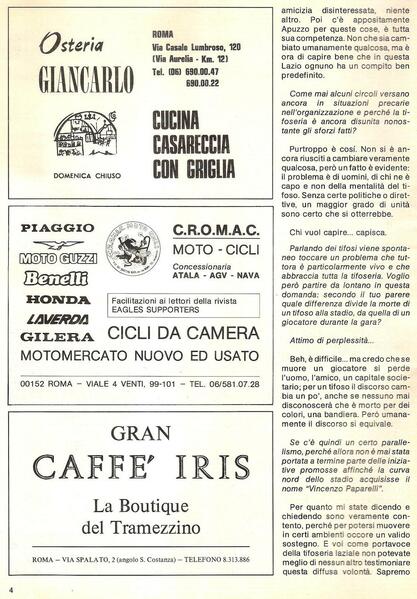 Osteria
GIANCARLO
DOMENICA CHIUSO
ROMA
Via Casale Lumbroso, 120
(Via Aurelia - Km. 12)
Tel. (06) 690.00.47
690.00.22
CUCINA
CASARECCIA
CON GRIGLIA
PIAGGIO
MOTO GUZZI
Benelli
HONDA
LAVERDA
GILERA
C.R.O.M.A.C.
MOTO - CICLI
Concessionaria
ATALA - AGV - NAVA
Facilitazioni ai lettori della rivista
EAGLES SUPPORTERS
CICLI DA CAMERA
MOTOMERCATO NUOVO ED USATO
00152 ROMA - VIALE 4 VENTI, 99-101 - TEL. 06/581.07.28
GRAN
CAFFE' IRIS
La Boutique
del Tramezzino
ROMA - VIA SPALATO, 2 (angolo S. Costanza) - TELEFONO 8.313.886
4
amicizia disinteressata, niente
altro. Poi c'è appositamente
Apuzzo per queste cose, è tutta
sua competenza. Non che sia cam
biato umanamente qualcosa, ma è
ora di capire bene che in questa
Lazio ognuno ha un compito ben
predefinito.
Come mai alcuni circoli versano
ancora in situazioni precarie
nell'organizzazione e perché la ti-
foseria è ancora disunita nonos-
tante gli sforzi fatti?
Purtroppo è cosí. Non si è an-
cora riusciti a cambiare veramente
qualcosa, però un fatto è evidente:
il problema è di uomini, di chi ne è
capo e non della mentalità del ti-
foso. Senza certe politiche o diret-
tive, un maggior grado di unità
sono certo che si otterrebbe.
Chi vuol capire... capisca.
Parlando dei tifosi viene sponta-
neo toccare un problema che tut-
tora è particolarmente vivo e che
abbraccia tutta la tifoseria. Voglio
però partire da lontano in questa
domanda: secondo il tuo parere
quale differenza divide la morte di
un tifoso allo stadio, da quella di un
giocatore durante la gara?
Attimo di perplessità...
Beh, è difficile... ma credo che se
muore un giocatore si perde
l'uomo, l'amico, un capitale socie-
tario; per un tifoso il discorso cam-
bia un po', anche se nessuno mai
disconoscerà che è morto per dei
colori, una bandiera. Però umana-
mente il discorso si equivale.
Se c'è quindi un certo paralle-
lismo, perché allora non è mai stata
portata a termine parte delle inizia-
tive promosse affinché la curva
nord dello stadio acquisisse il
nome "Vincenzo Paparelli".
Per quanto mi state dicendo e
chiedendo sono veramente con-
tento, perché per potersi muovere
in certi ambienti occore un valido
sostegno. E voi come portavoce
della tifoseria laziale non potevate
meglio di nessun altro testimoniare
questa diffusa volontà. Sapremo